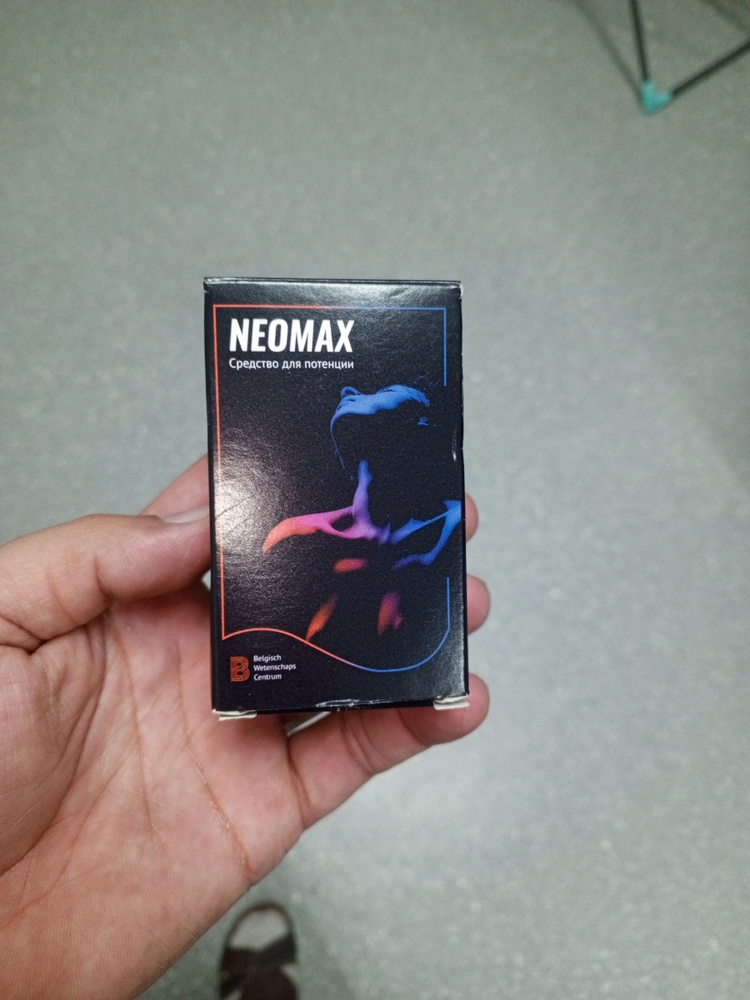 NEOMAX
Средство для потенции
B
Belgisch
Wetenschaps
Centrum